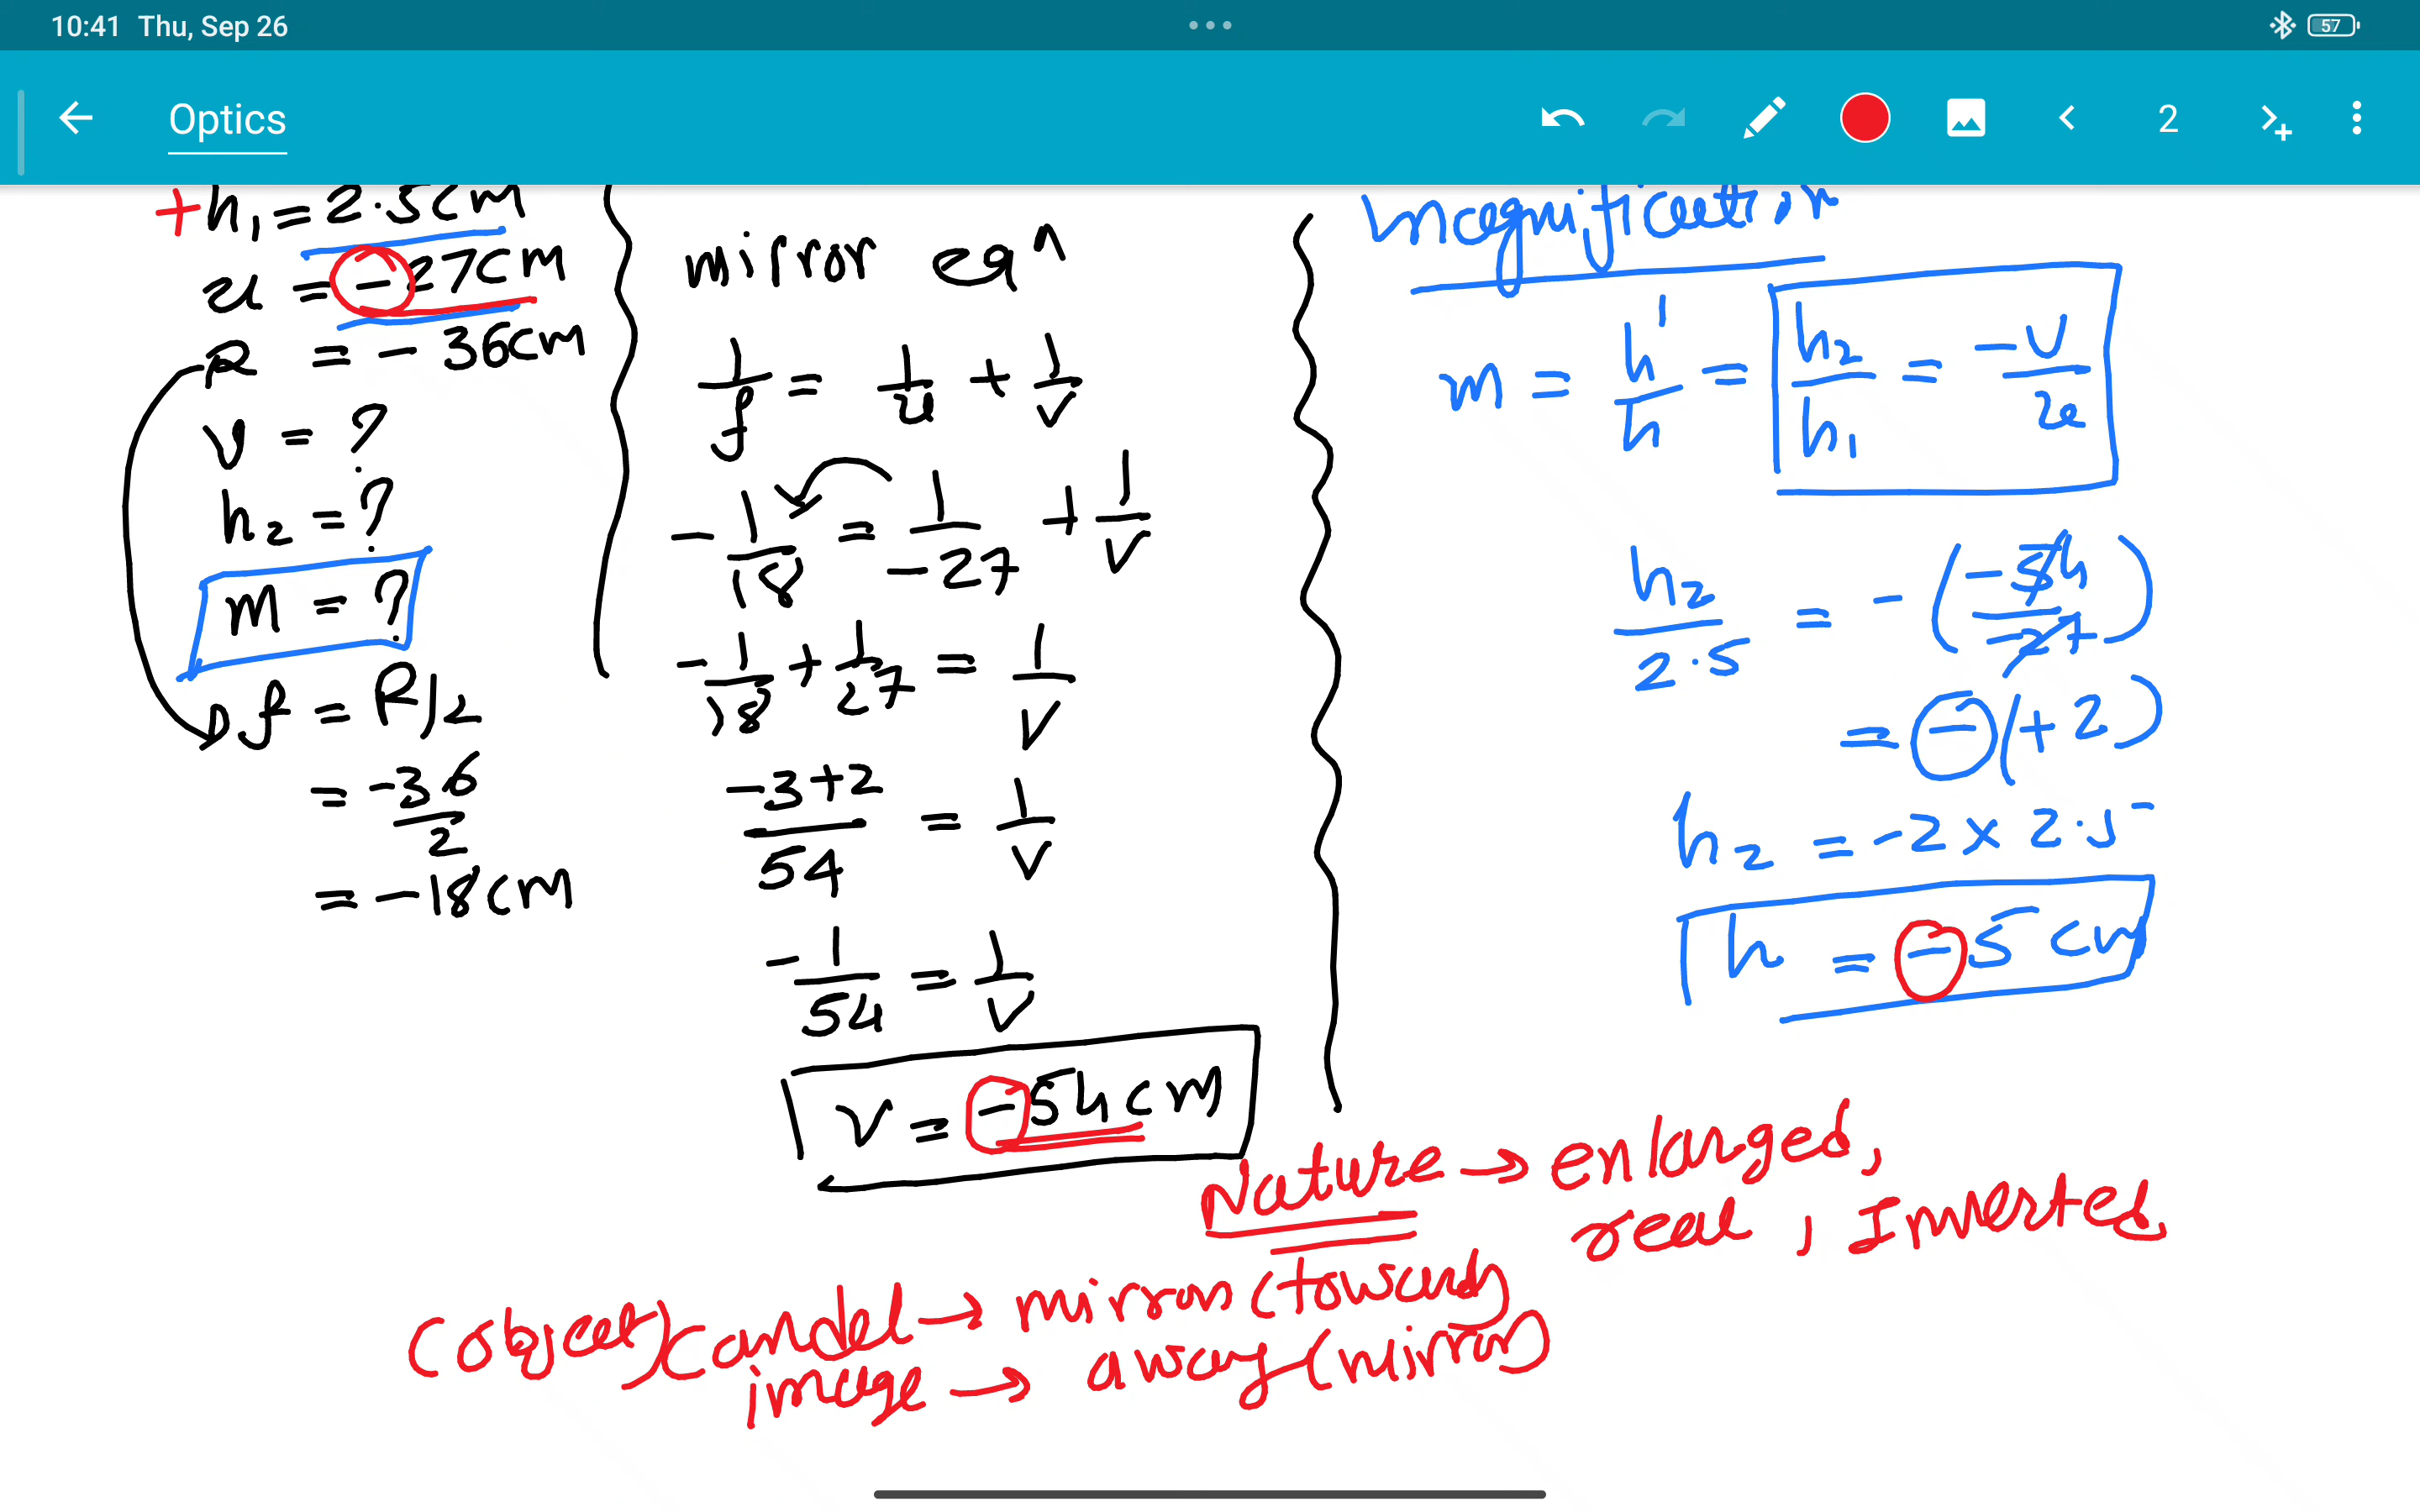 10:41 Thu, Sep 26
57
Optics
2
+h₁ = 2.5cm
u = -27cm
R = - 36cm
v = ?
h₂ = ?
m = ?
f = R/2
= -36/2
= -18cm
mirror eqⁿ
1/f = 1/u + 1/v
-1/18 = 1/-27 + 1/v
-1/18 + 1/27 = 1/v
-3+2/54 = 1/v
-1/54 = 1/v
v = -54cm
magnification
m = h'/h = h₂/h₁ = -v/u
h₂/2.5 = -(-54/-27)
= -(+2)
h₂ = -2 x 2.5
h = -5 cm
Nature → enlarged,
real, Inverted
(object) candel → mirror (towards)
image → away (mirror)